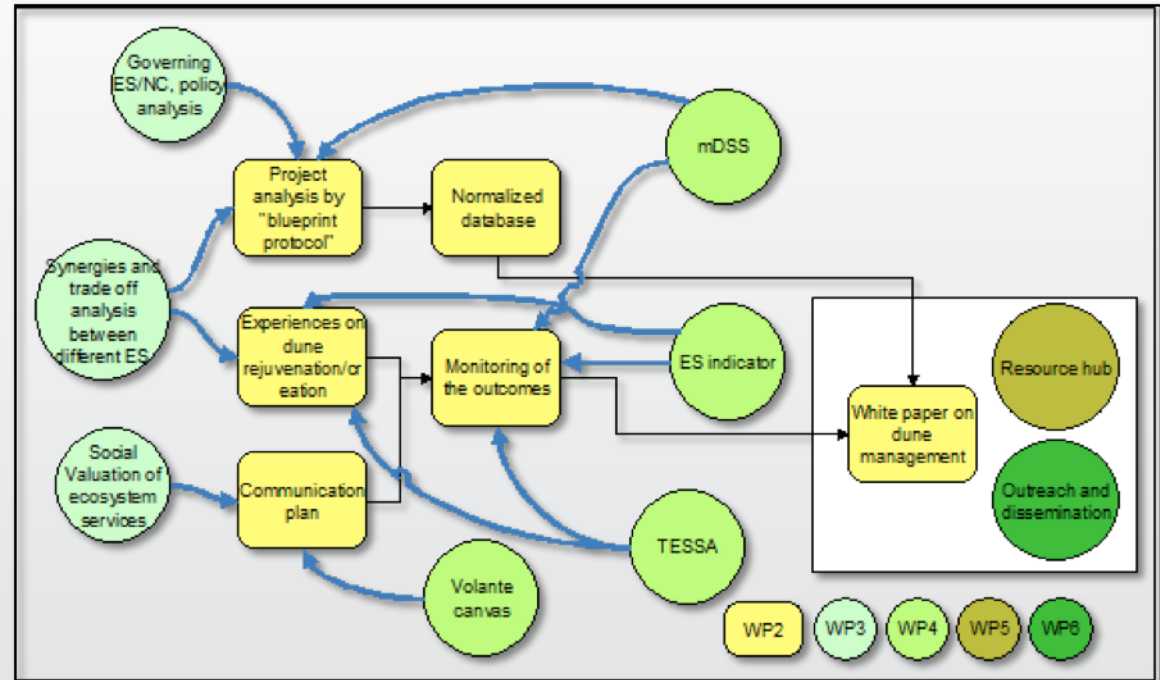 Governing
ES/NC, policy
analysis
mDSS
Project
analysis by
"blueprint
protocol"
Normalized
database
Synergies and
trade off
analysis
between
different ES
Experiences on
dune
rejuvenation/cr
eation
Monitoring of
the outcomes
ES indicator
Resource hub
White paper on
dune
management
Social
Valuation of
ecosystem
services
Communication
plan
Outreach and
dissemination
TESSA
Volante
canvas
WP2
WP3
WP4
WP5
WP6